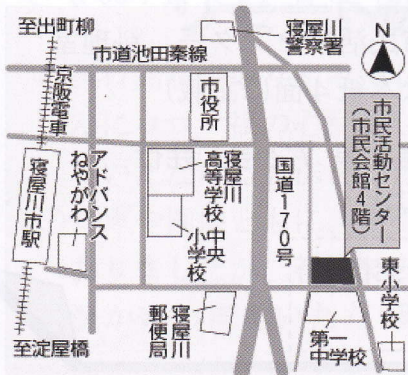 至出町柳
京阪電車
市道池田秦線
寝屋川
警察署
N
市役所
市民活動センター
(市民会館4階)
アドバンス
ねやがわ
寝屋川
高等学校
中央
小学校
国道170号
寝屋川市駅
東小学校
寝屋川
郵便局
第一
中学校
至淀屋橋